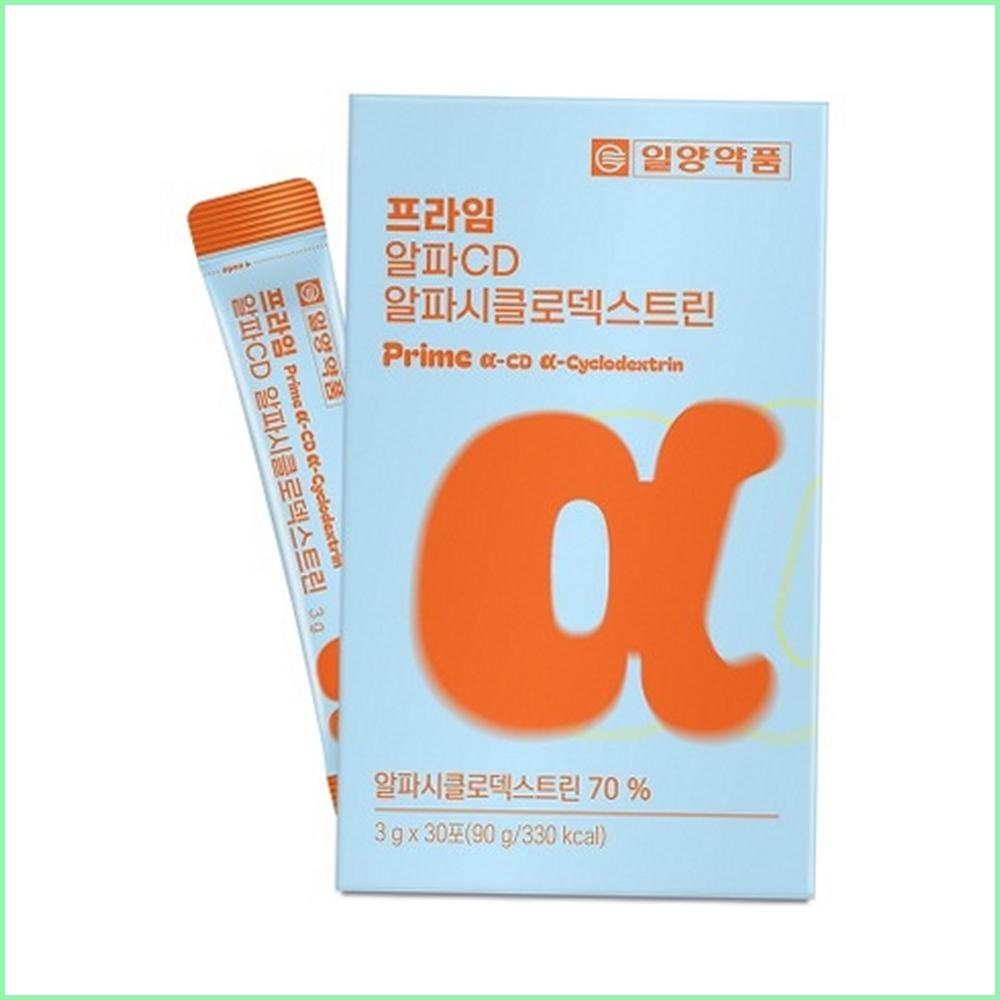 일양약품
프라임
알파CD
알파시클로덱스트린
Prime α-CD α-Cyclodextrin
α
알파시클로덱스트린 70 %
3 g x 30포(90 g/330 kcal)
open
일양약품
프라임 Prime α-CD α-Cyclodextrin
알파CD 알파시클로덱스트린 3 g